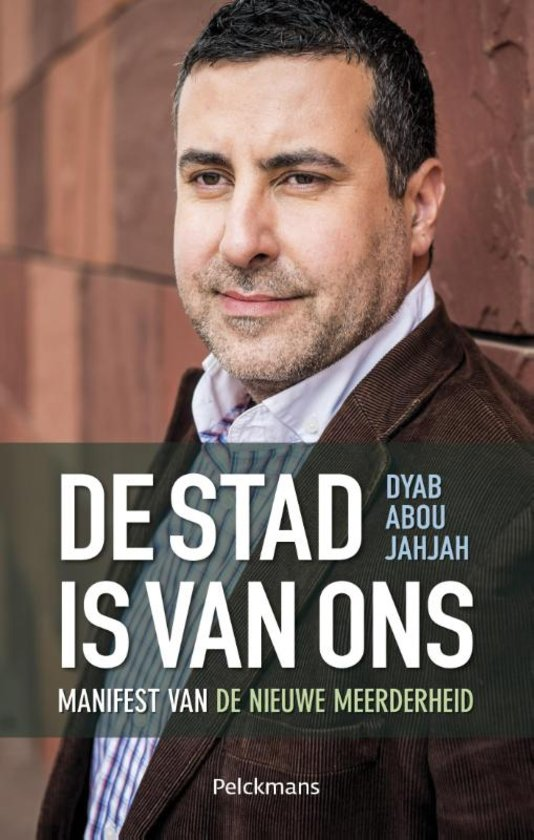 DE STAD
DYAB
ABOU
JAHJAH
IS VAN ONS
MANIFEST VAN DE NIEUWE MEERDERHEID
Pelckmans